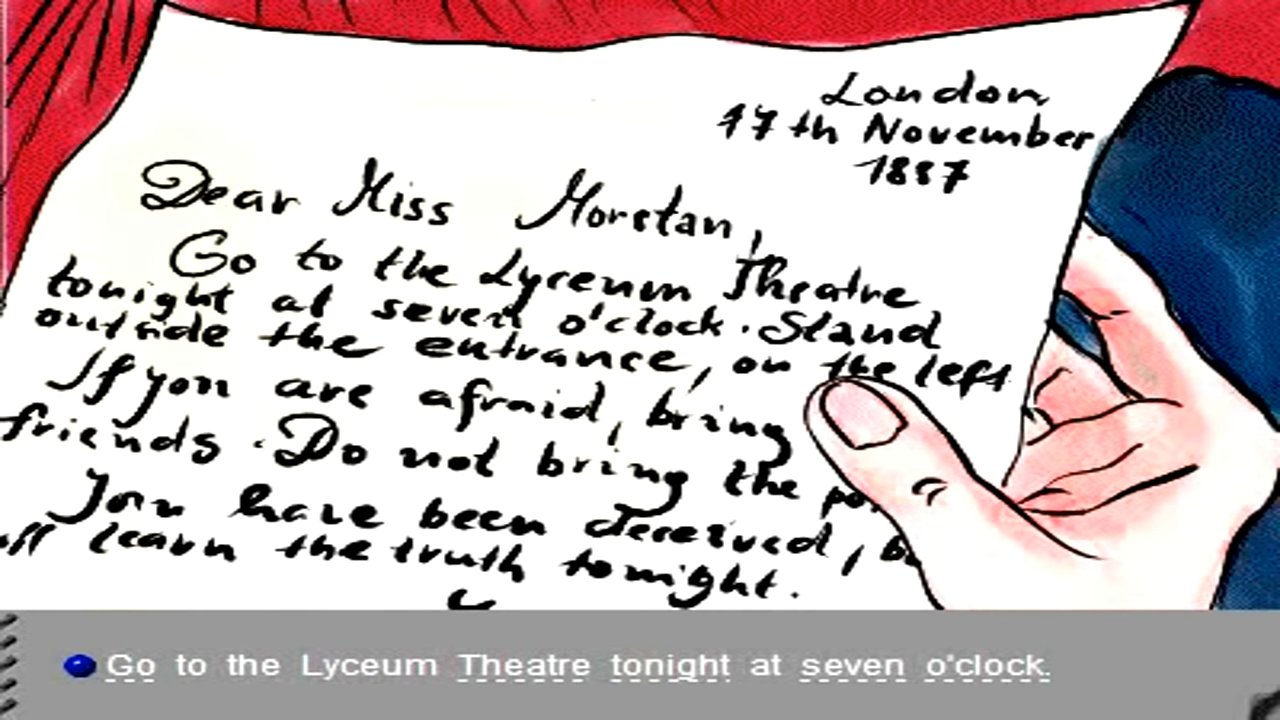 London
17th November
1887
Dear Miss Morstan,
Go to the Lyceum Theatre
tonight at seven o'clock. Stand
outside the entrance, on the left
If you are afraid, bring
friends. Do not bring the
You have been deceived,
learn the truth tonight.
Go to the Lyceum Theatre tonight at seven o'clock.